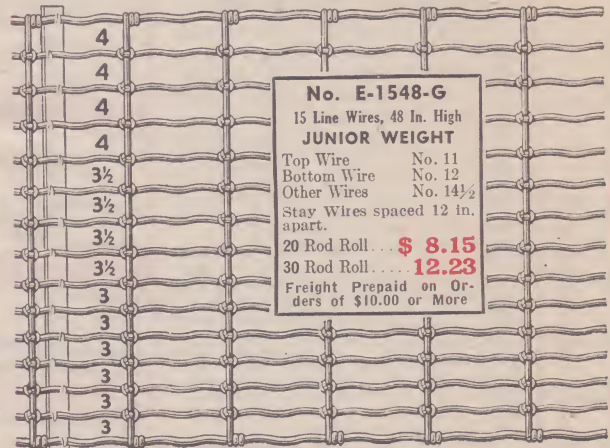 4
4
4
4
3½
3½
3½
3½
3
3
3
3
3
3
No. E-1548-G
15 Line Wires, 48 In. High
JUNIOR WEIGHT
Top Wire No. 11
Bottom Wire No. 12
Other Wires No. 14½
Stay Wires spaced 12 in.
apart.
20 Rod Roll...$ 8.15
30 Rod Roll.....12.23
Freight Prepaid on Or-
ders of $10.00 or More